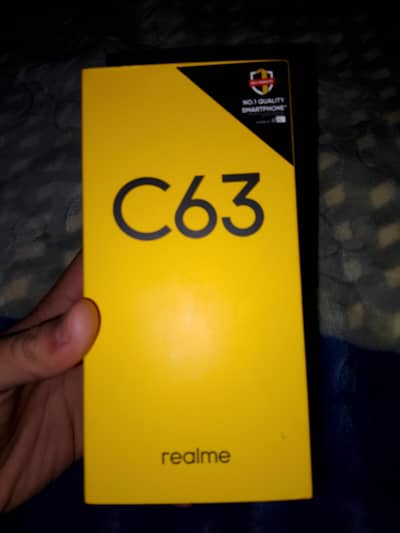 NO.1 QUALITY
SMARTPHONE
C63
realme